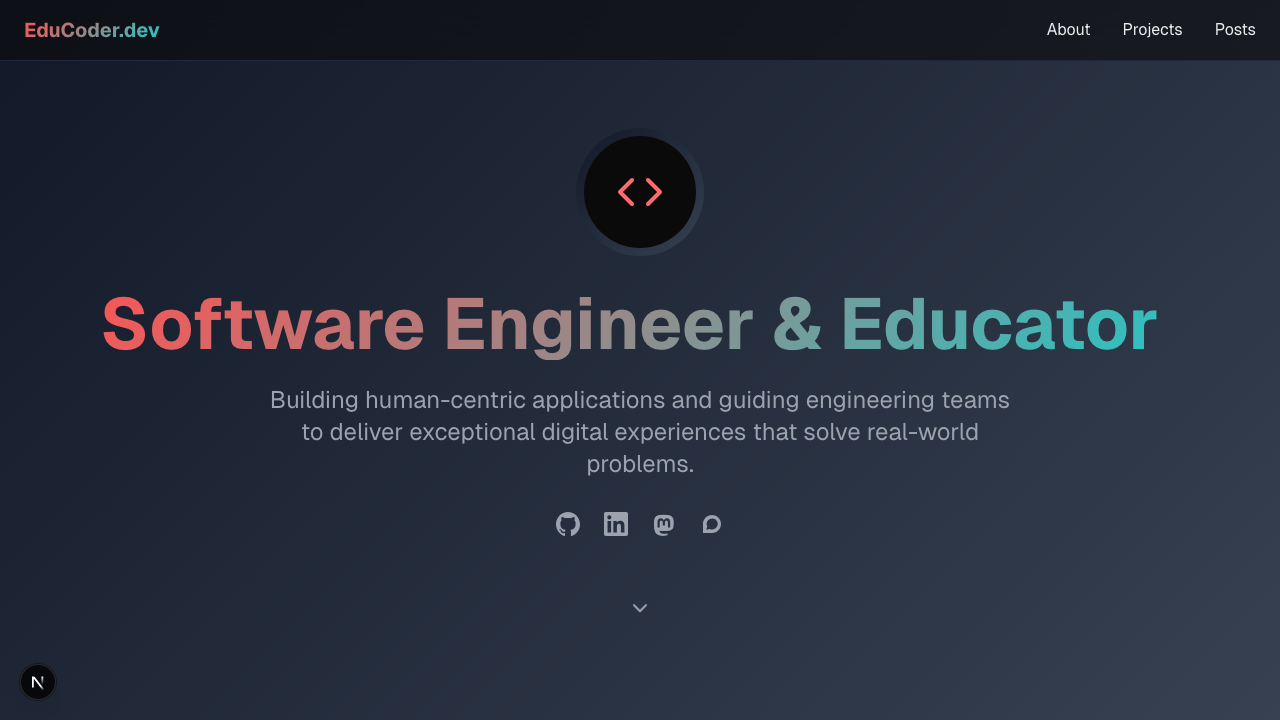 EduCoder.dev
About
Projects
Posts
Software Engineer & Educator
Building human-centric applications and guiding engineering teams
to deliver exceptional digital experiences that solve real-world
problems.